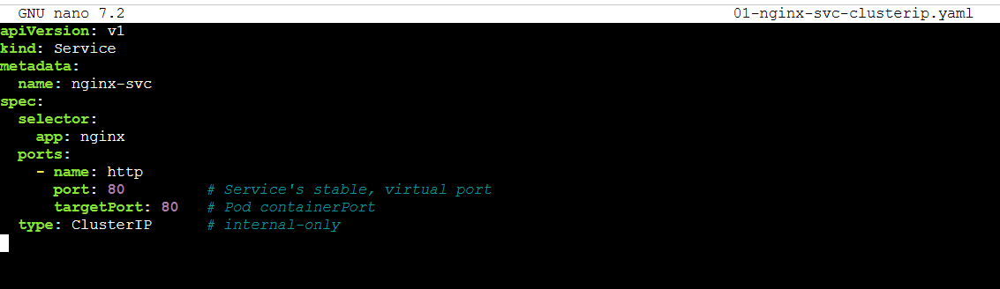 GNU nano 7.2 01-nginx-svc-clusterip.yaml
apiVersion: v1
kind: Service
metadata:
  name: nginx-svc
spec:
  selector:
    app: nginx
  ports:
    - name: http
      port: 80         # Service's stable, virtual port
      targetPort: 80   # Pod containerPort
  type: ClusterIP      # internal-only